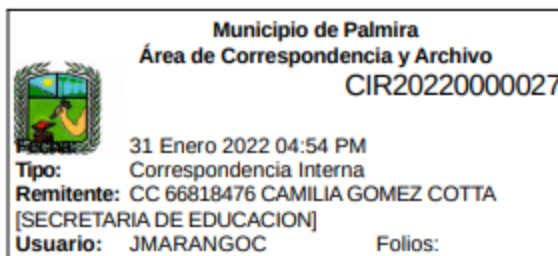 Municipio de Palmira
Área de Correspondencia y Archivo
CIR20220000027
Fecha: 31 Enero 2022 04:54 PM
Tipo: Correspondencia Interna
Remitente: CC 66818476 CAMILIA GOMEZ COTTA
[SECRETARIA DE EDUCACION]
Usuario: JMARANGOC Folios: